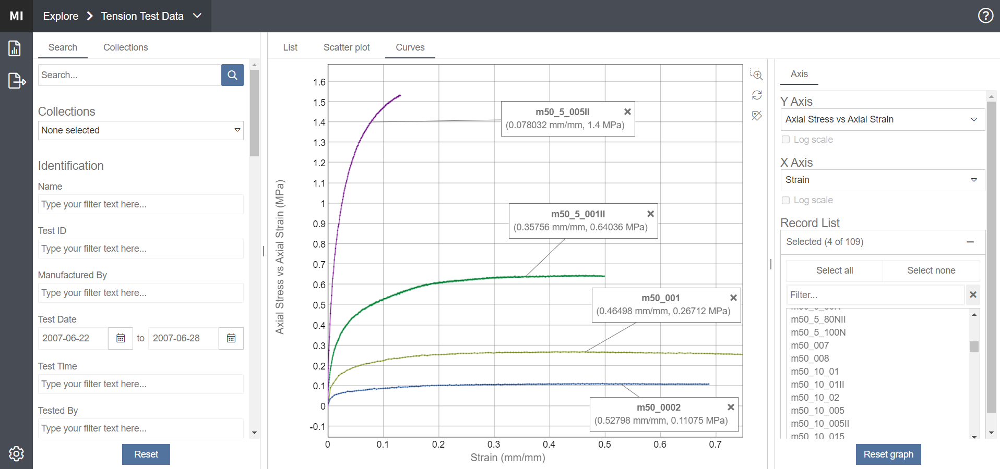 MI
Explore
Tension Test Data
Search
Collections
Search...
Collections
None selected
Identification
Name
Type your filter text here...
Test ID
Type your filter text here...
Manufactured By
Type your filter text here...
Test Date
2007-06-22
to
2007-06-28
Test Time
Type your filter text here...
Tested By
Type your filter text here...
Reset
List
Scatter plot
Curves
Axial Stress vs Axial Strain (MPa)
1.6
1.5
1.4
1.3
1.2
1.1
1
0.9
0.8
0.7
0.6
0.5
0.4
0.3
0.2
0.1
0
-0.1
m50_5_005II
(0.078032 mm/mm, 1.4 MPa)
m50_5_001II
(0.35756 mm/mm, 0.64036 MPa)
m50_001
(0.46498 mm/mm, 0.26712 MPa)
m50_0002
(0.52798 mm/mm, 0.11075 MPa)
0 0.1 0.2 0.3 0.4 0.5 0.6 0.7
Strain (mm/mm)
Axis
Y Axis
Axial Stress vs Axial Strain
Log scale
X Axis
Strain
Log scale
Record List
Selected (4 of 109)
Select all
Select none
Filter...
m50_5_80NII
m50_5_100N
m50_007
m50_008
m50_10_01
m50_10_01II
m50_10_02
m50_10_005
m50_10_005II
m50_10_015
Reset graph